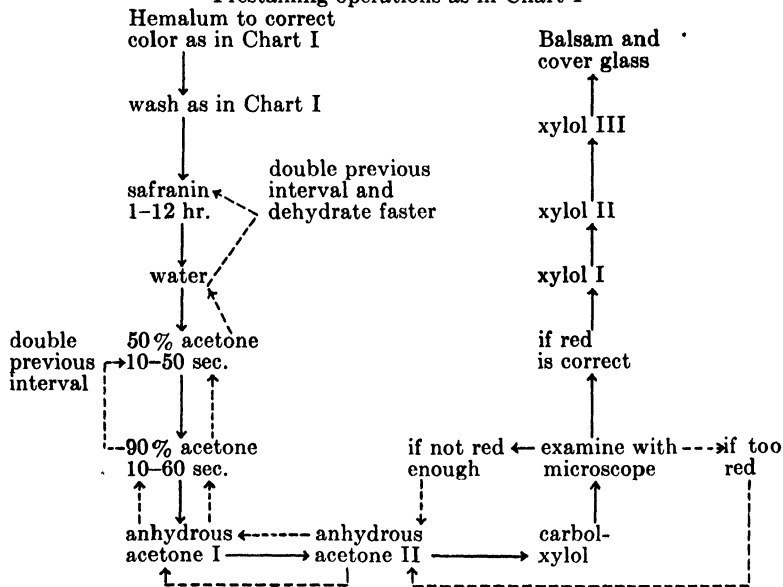 Prestaining operations as in Chart I
Hemalum to correct
color as in Chart I
wash as in Chart I
safranin
1–12 hr.
double previous
interval and
dehydrate faster
water
double
previous
interval
50% acetone
10–50 sec.
90% acetone
10–60 sec.
anhydrous
acetone I
anhydrous
acetone II
carbol-
xylol
if not red
enough
examine with
microscope
if too
red
if red
is correct
xylol I
xylol II
xylol III
Balsam and
cover glass